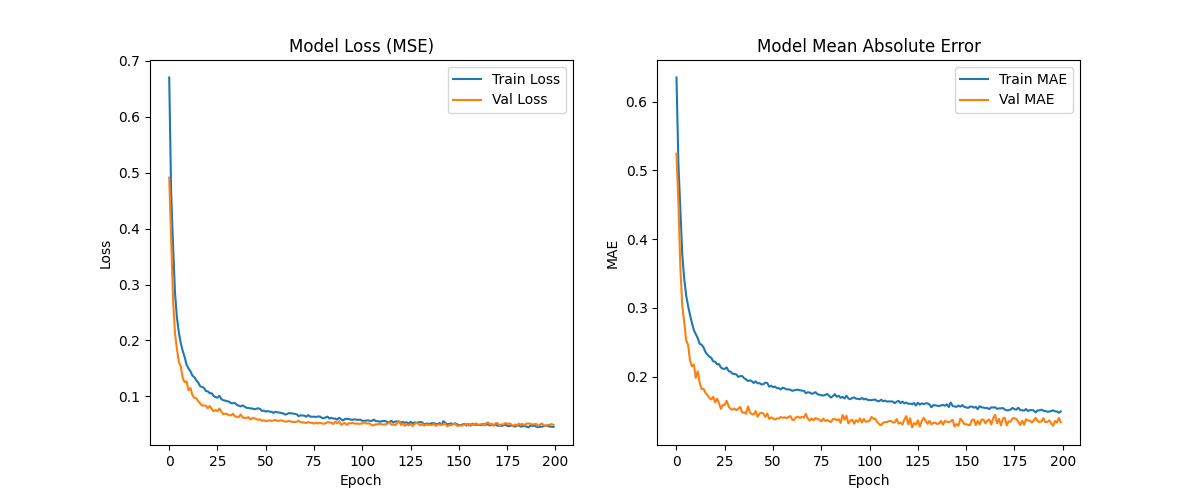 Model Loss (MSE)
0.7
0.6
0.5
0.4
0.3
0.2
0.1
Loss
Train Loss
Val Loss
0 25 50 75 100 125 150 175 200
Epoch
Model Mean Absolute Error
0.6
0.5
0.4
0.3
0.2
MAE
Train MAE
Val MAE
0 25 50 75 100 125 150 175 200
Epoch